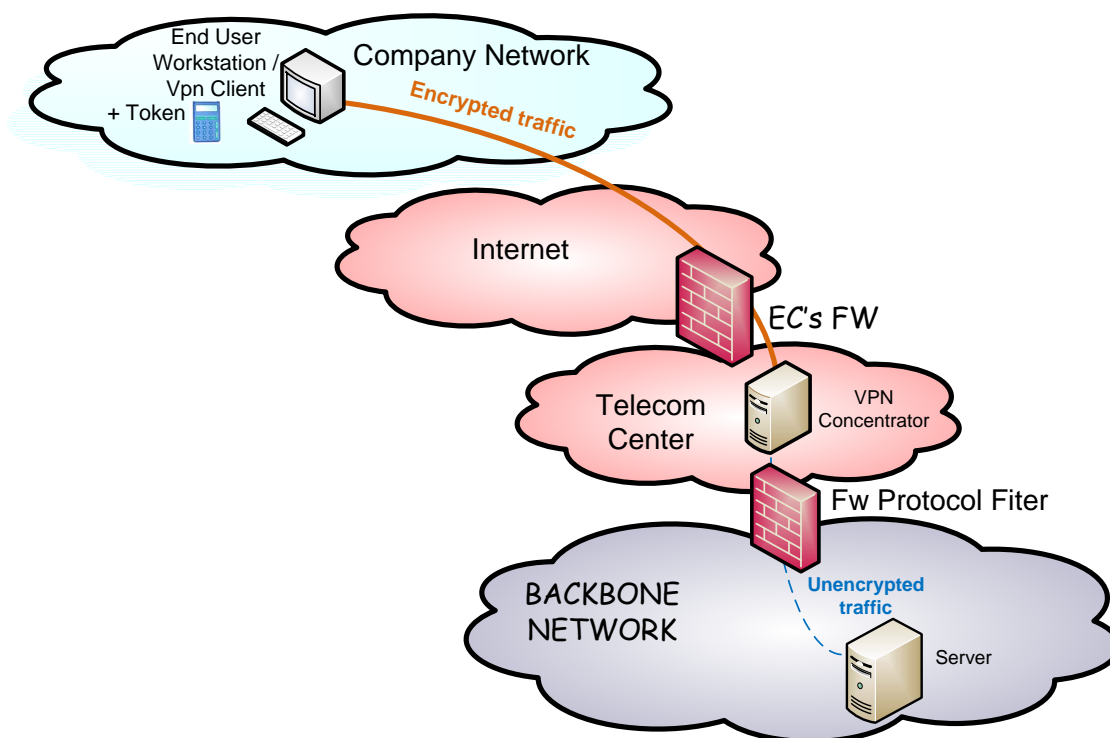 End User
Workstation /
Vpn Client
+ Token
Company Network
Encrypted traffic
Internet
EC's FW
Telecom
Center
VPN
Concentrator
Fw Protocol Fiter
BACKBONE
NETWORK
Unencrypted
traffic
Server